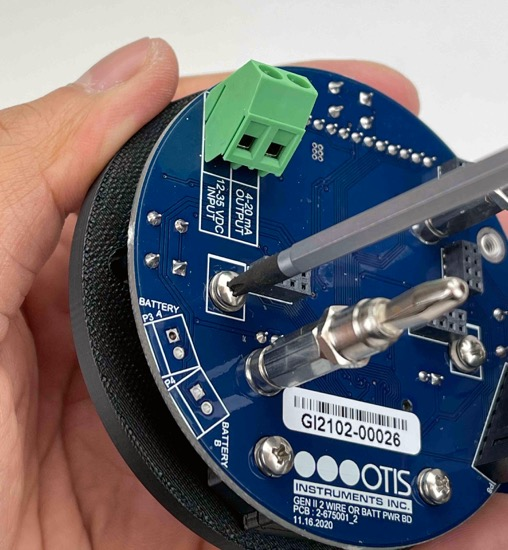 12-35 VDC
INPUT
4-20 mA
OUTPUT
BATTERY
A
P3
P4
BATTERY
B
GI2102-00026
OTIS
INSTRUMENTS INC.
GEN II 2 WIRE OR BATT PWR BD
PCB : 2-675001_2
11.16.2020